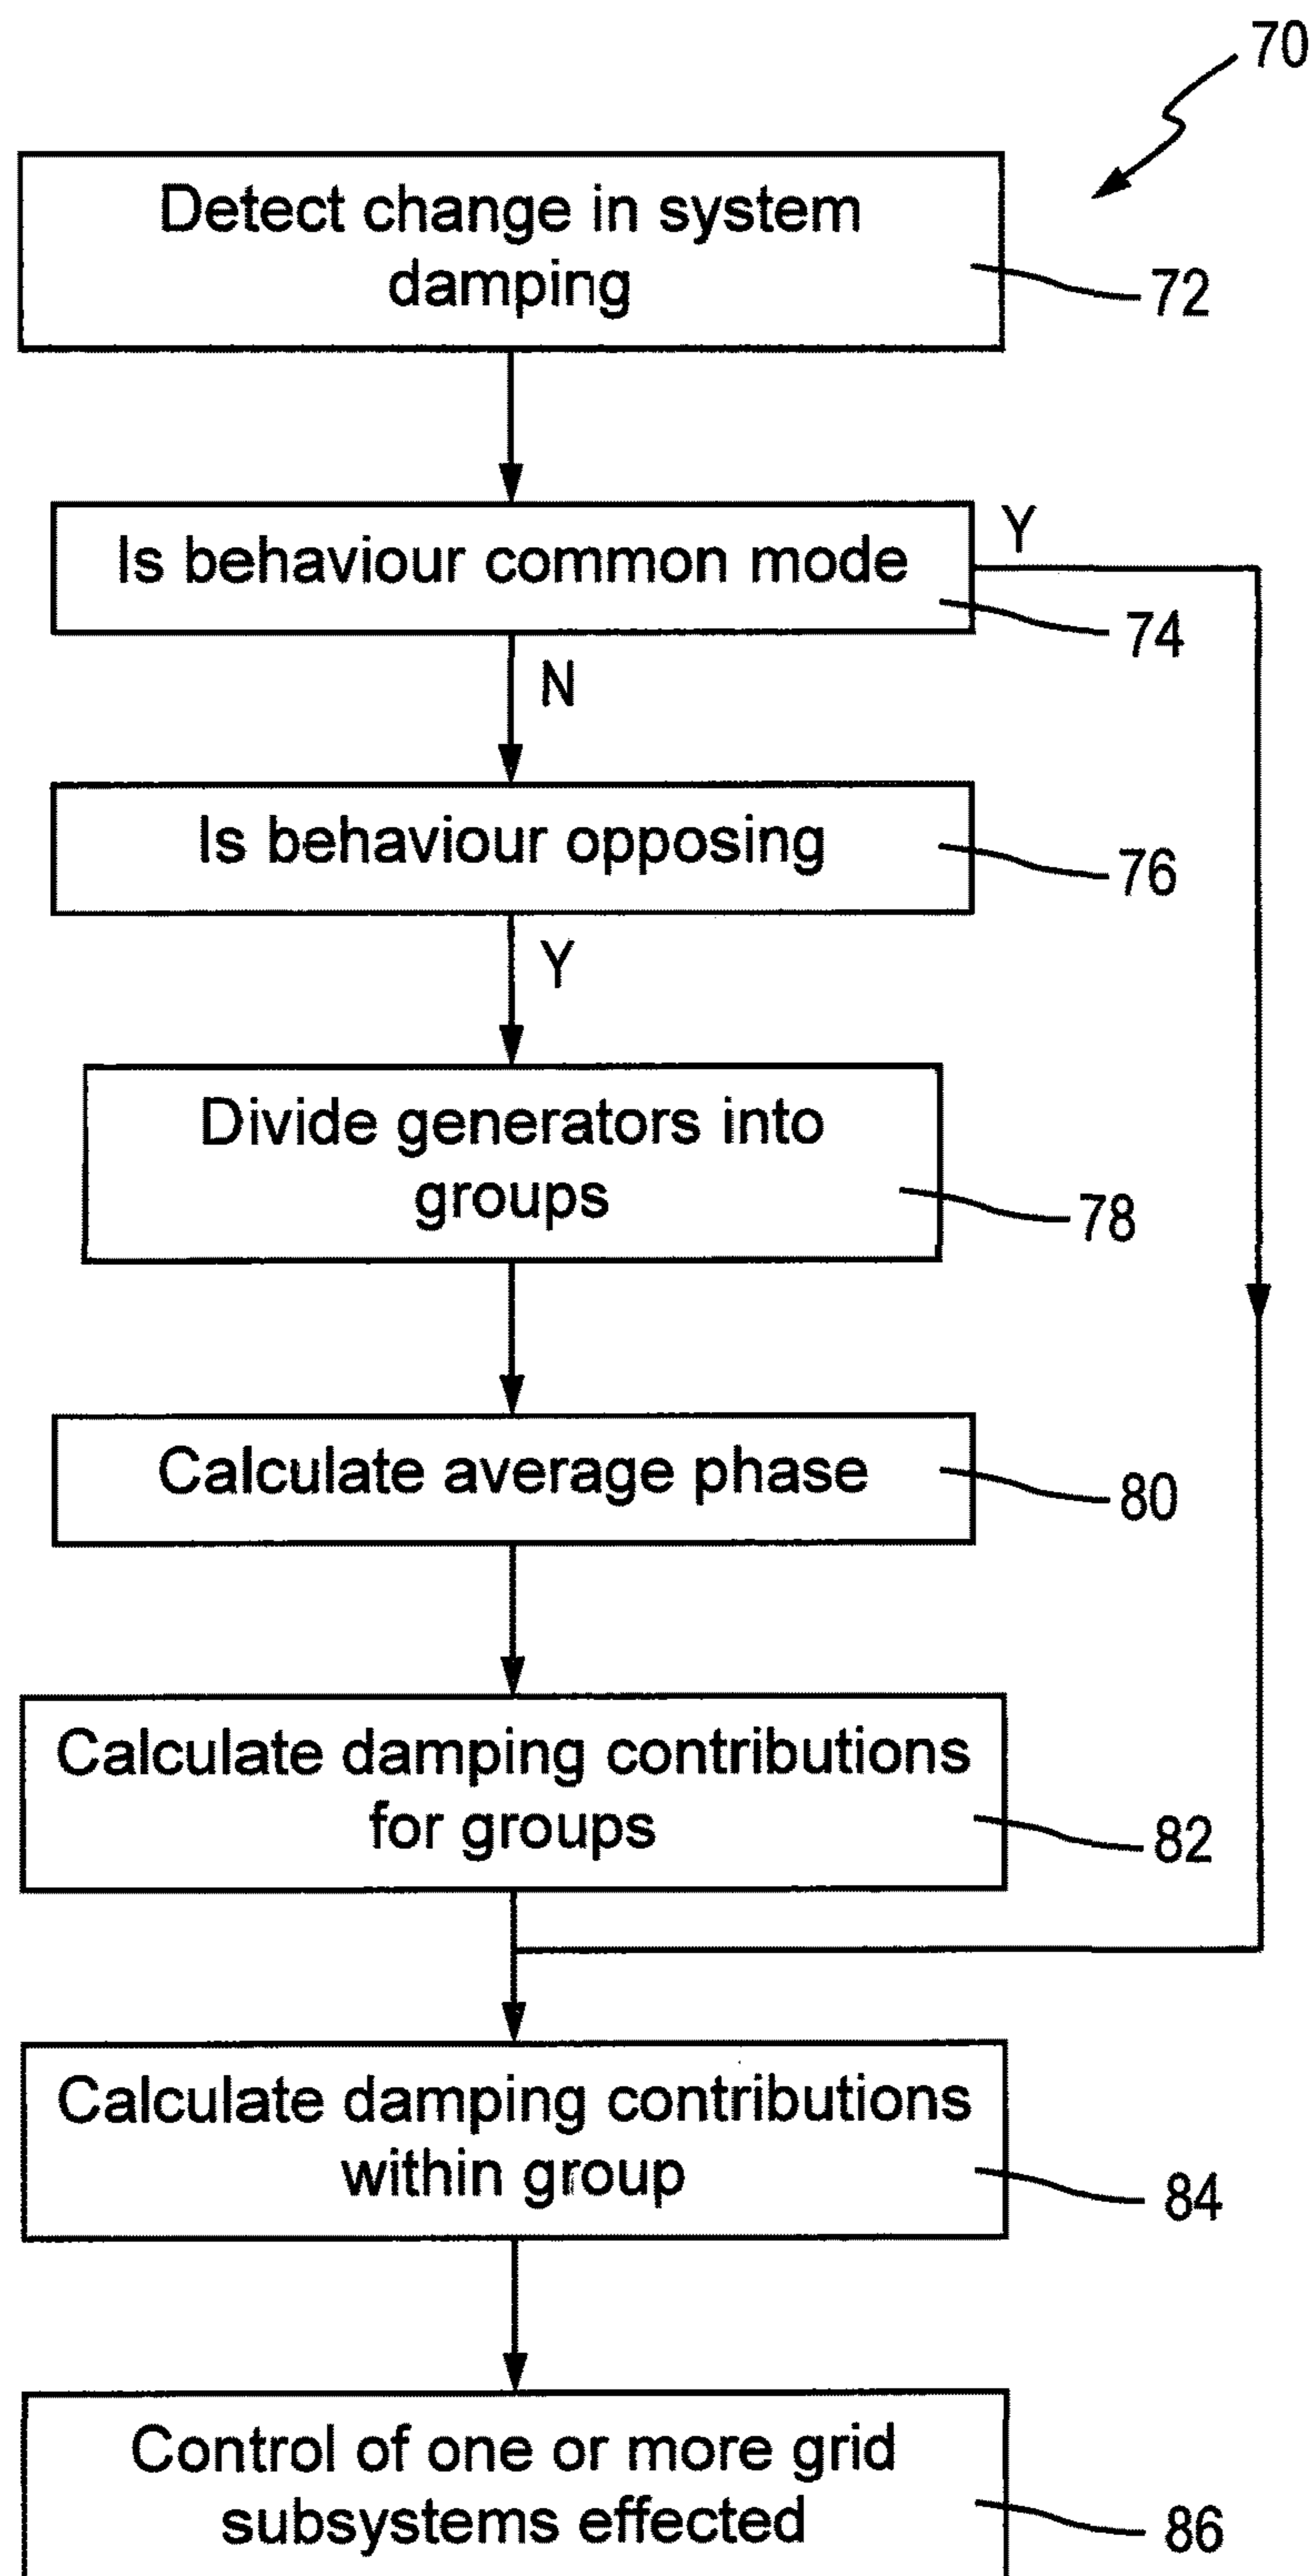 70
Detect change in system
damping
72
Is behaviour common mode
Y
74
N
Is behaviour opposing
76
Y
Divide generators into
groups
78
Calculate average phase
80
Calculate damping contributions
for groups
82
Calculate damping contributions
within group
84
Control of one or more grid
subsystems effected
86